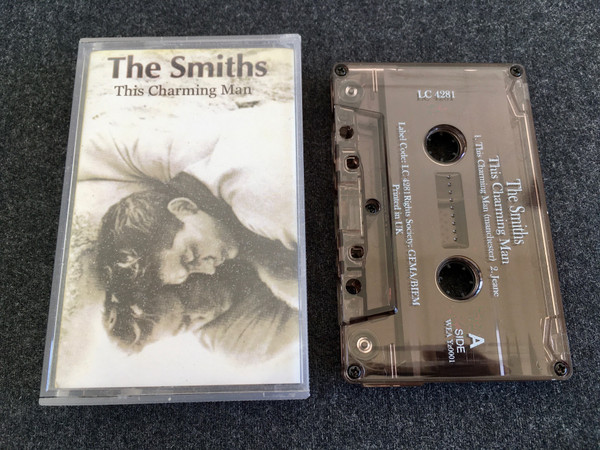 The Smiths
This Charming Man
LC 4281
The Smiths
This Charming Man
1. This Charming Man (manchester) 2. Jeane
Label Code: LC 4281 Rights Society: GEMA/BIEM
Printed in UK
A
SIDE